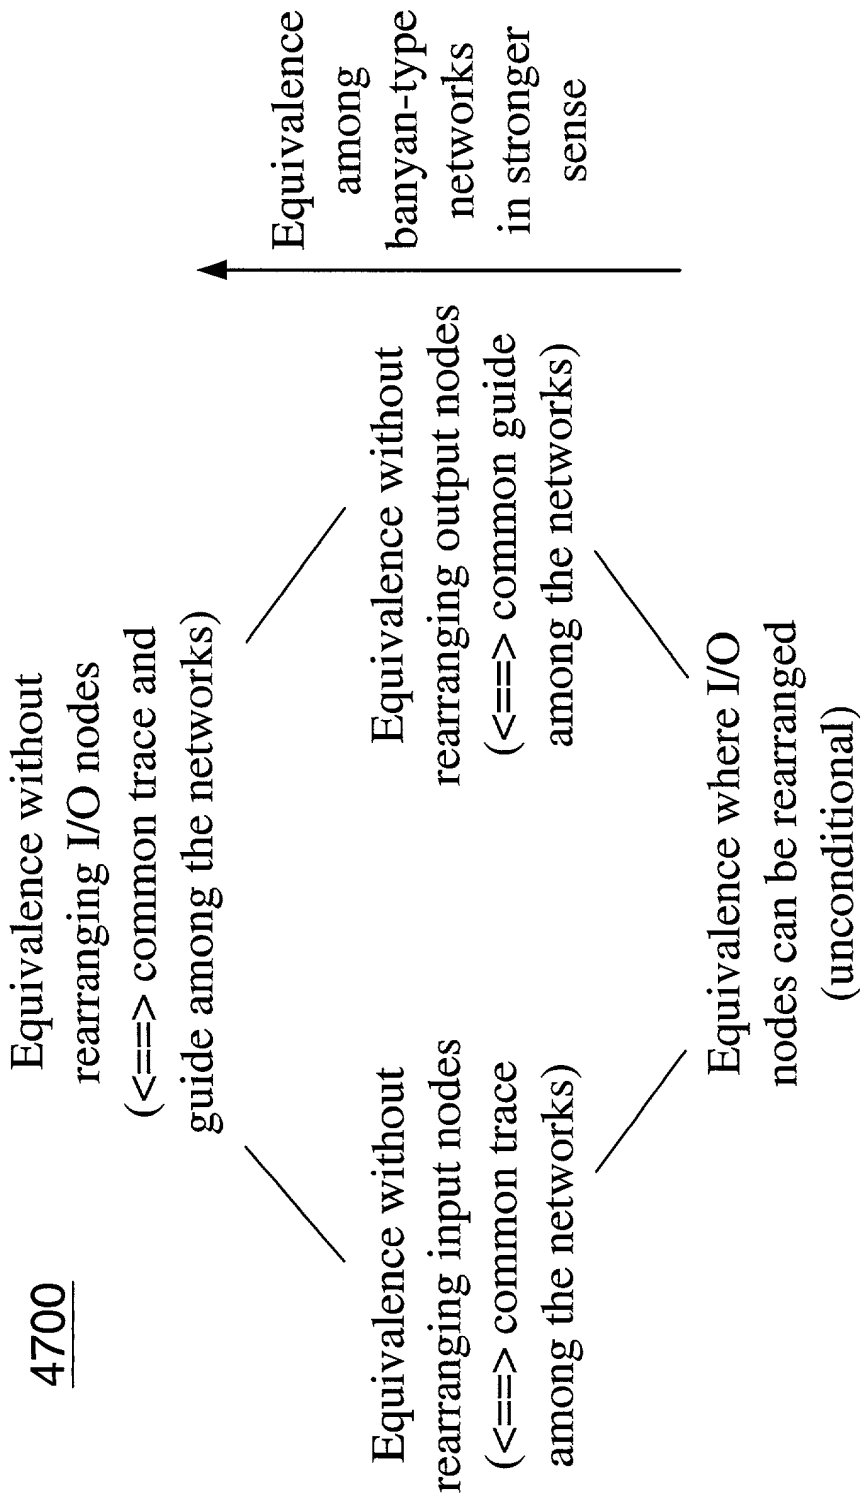 4700
Equivalence without
rearranging I/O nodes
(<==> common trace and
guide among the networks)
Equivalence without
rearranging input nodes
(<==> common trace
among the networks)
Equivalence without
rearranging output nodes
(<==> common guide
among the networks)
Equivalence where I/O
nodes can be rearranged
(unconditional)
Equivalence
among
banyan-type
networks
in stronger
sense